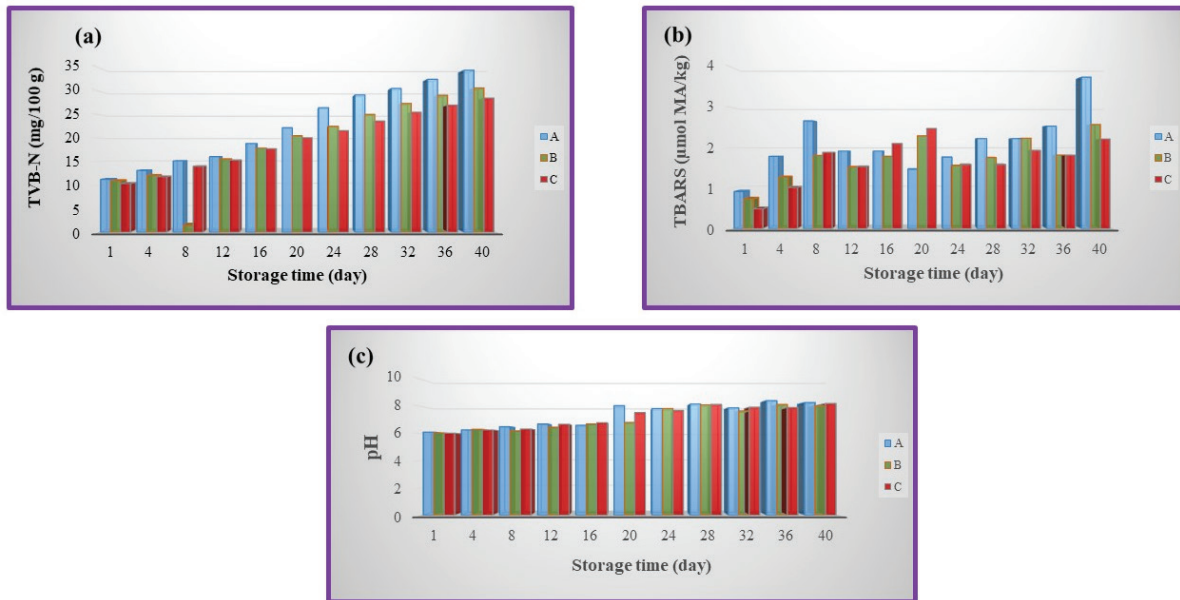 (a)
TVB-N (mg/100 g)
35
30
25
20
15
10
5
0
1 4 8 12 16 20 24 28 32 36 40
Storage time (day)
A
B
C
(b)
TBARS (µmol MA/kg)
4
3
2
1
0
1 4 8 12 16 20 24 28 32 36 40
Storage time (day)
A
B
C
(c)
pH
10
8
6
4
2
0
1 4 8 12 16 20 24 28 32 36 40
Storage time (day)
A
B
C